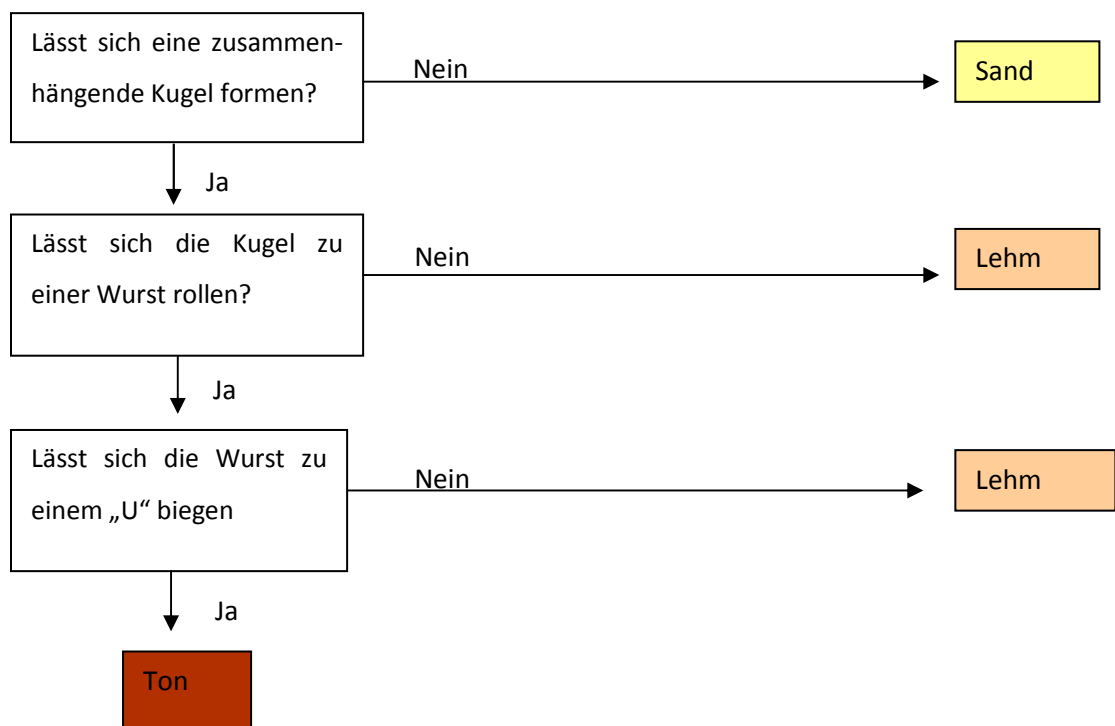 Lässt sich eine zusammen-
hängende Kugel formen?
Nein
Sand
Ja
Lässt sich die Kugel zu
einer Wurst rollen?
Nein
Lehm
Ja
Lässt sich die Wurst zu
einem „U“ biegen
Nein
Lehm
Ja
Ton